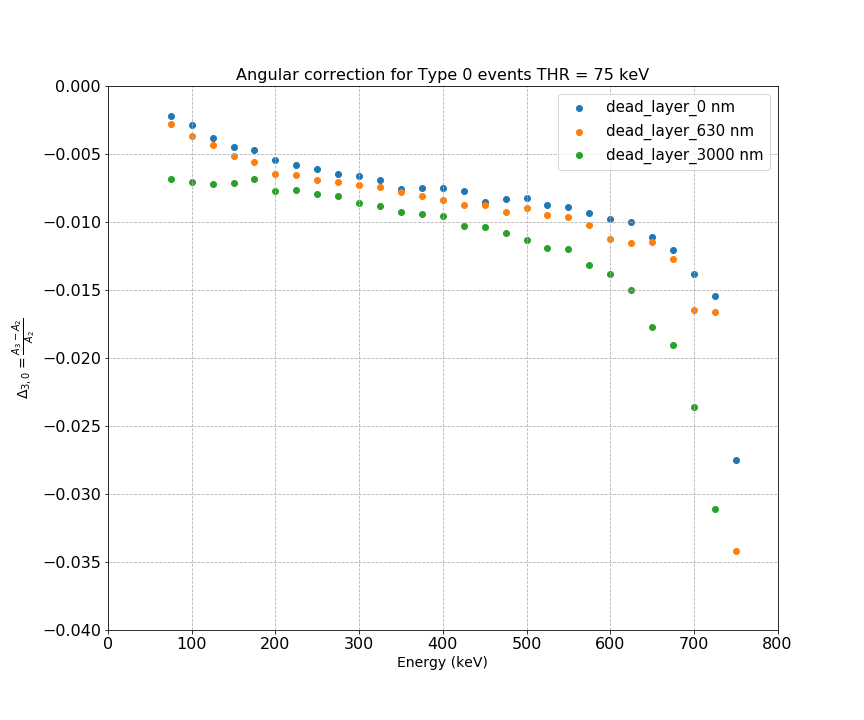 Angular correction for Type 0 events THR = 75 keV
dead_layer_0 nm
dead_layer_630 nm
dead_layer_3000 nm
0.000
−0.005
−0.010
−0.015
−0.020
−0.025
−0.030
−0.035
−0.040
Δ3,0 = A3−A2 / A2
0 100 200 300 400 500 600 700 800
Energy (keV)